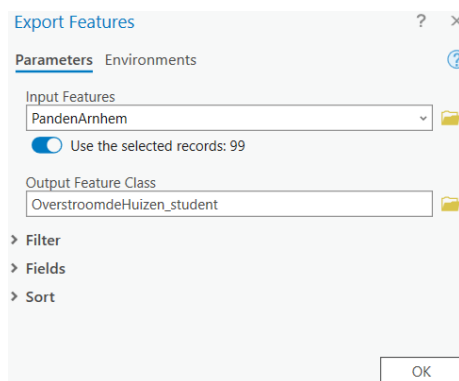 Export Features ? ×
Parameters Environments ?
Input Features
PandenArnhem
Use the selected records: 99
Output Feature Class
OverstroomdeHuizen_student
> Filter
> Fields
> Sort
OK